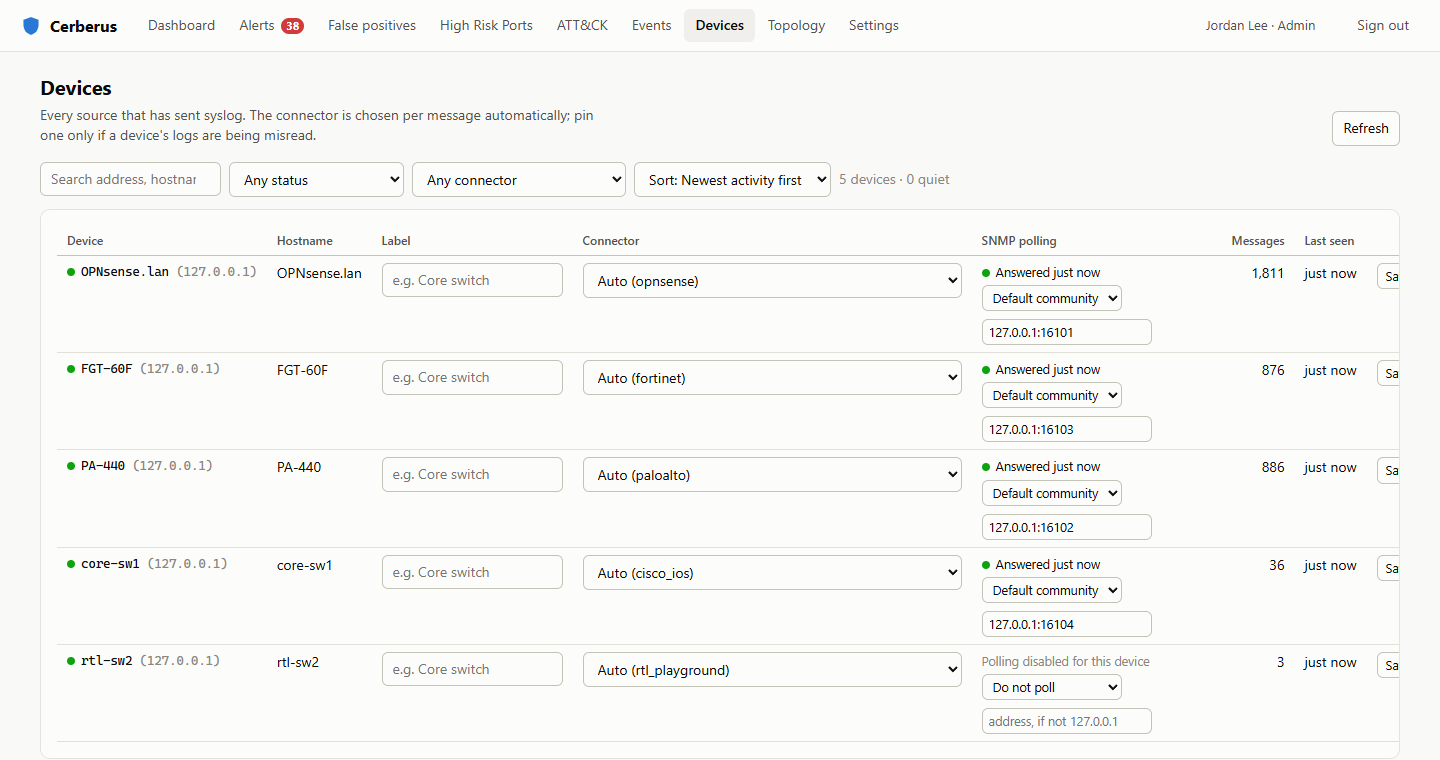 Cerberus Dashboard Alerts 38 False positives High Risk Ports ATT&CK Events Devices Topology Settings Jordan Lee · Admin Sign out
Devices
Every source that has sent syslog. The connector is chosen per message automatically; pin
one only if a device's logs are being misread.
Refresh
Search address, hostnar Any status Any connector Sort: Newest activity first 5 devices · 0 quiet
Device Hostname Label Connector SNMP polling Messages Last seen
OPNsense.lan (127.0.0.1) OPNsense.lan e.g. Core switch Auto (opnsense) Answered just now 1,811 just now Sa
Default community
127.0.0.1:16101
FGT-60F (127.0.0.1) FGT-60F e.g. Core switch Auto (fortinet) Answered just now 876 just now Sa
Default community
127.0.0.1:16103
PA-440 (127.0.0.1) PA-440 e.g. Core switch Auto (paloalto) Answered just now 886 just now Sa
Default community
127.0.0.1:16102
core-sw1 (127.0.0.1) core-sw1 e.g. Core switch Auto (cisco_ios) Answered just now 36 just now Sa
Default community
127.0.0.1:16104
rtl-sw2 (127.0.0.1) rtl-sw2 e.g. Core switch Auto (rtl_playground) Polling disabled for this device 3 just now Sa
Do not poll
address, if not 127.0.0.1